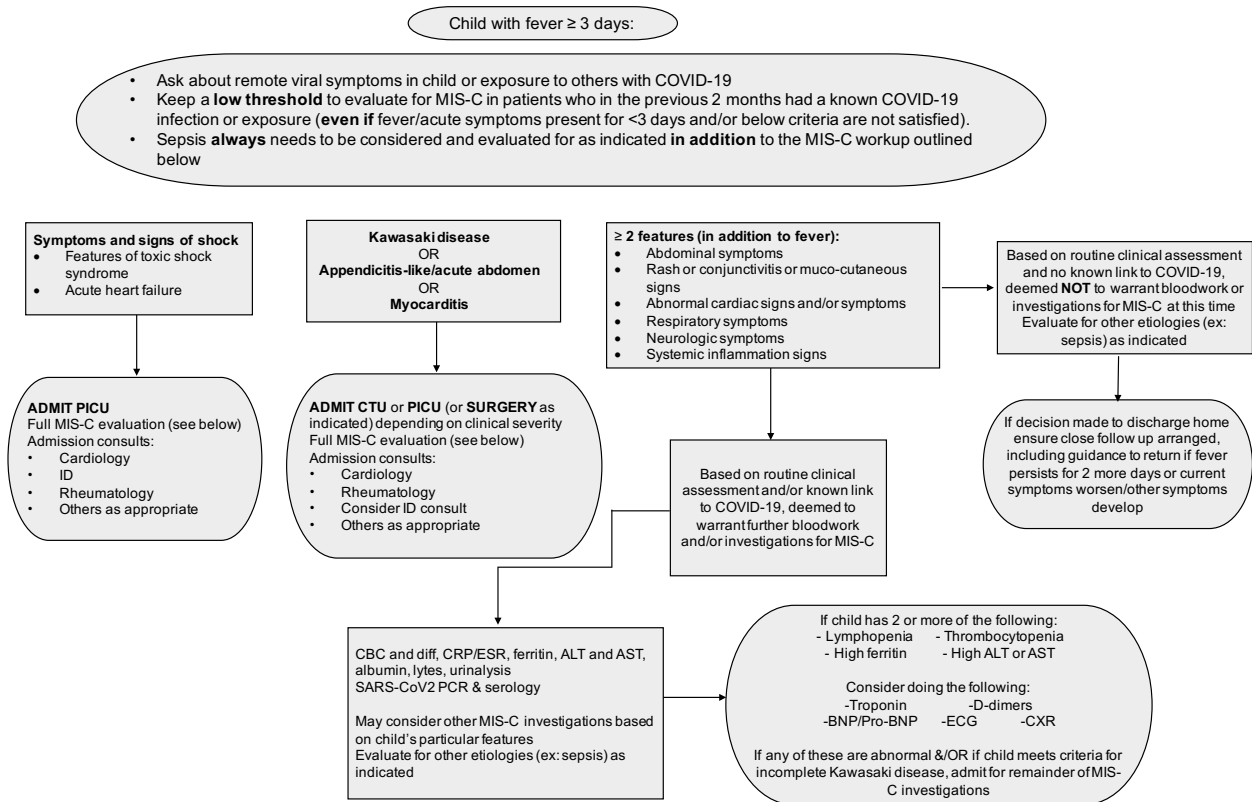 Child with fever ≥ 3 days:
• Ask about remote viral symptoms in child or exposure to others with COVID-19
• Keep a low threshold to evaluate for MIS-C in patients who in the previous 2 months had a known COVID-19
infection or exposure (even if fever/acute symptoms present for <3 days and/or below criteria are not satisfied).
• Sepsis always needs to be considered and evaluated for as indicated in addition to the MIS-C workup outlined
below
Symptoms and signs of shock
• Features of toxic shock
syndrome
• Acute heart failure
Kawasaki disease
OR
Appendicitis-like/acute abdomen
OR
Myocarditis
≥ 2 features (in addition to fever):
• Abdominal symptoms
• Rash or conjunctivitis or muco-cutaneous
signs
• Abnormal cardiac signs and/or symptoms
• Respiratory symptoms
• Neurologic symptoms
• Systemic inflammation signs
Based on routine clinical assessment
and no known link to COVID-19,
deemed NOT to warrant bloodwork or
investigations for MIS-C at this time
Evaluate for other etiologies (ex:
sepsis) as indicated
ADMIT PICU
Full MIS-C evaluation (see below)
Admission consults:
• Cardiology
• ID
• Rheumatology
• Others as appropriate
ADMIT CTU or PICU (or SURGERY as
indicated) depending on clinical severity
Full MIS-C evaluation (see below)
Admission consults:
• Cardiology
• Rheumatology
• Consider ID consult
• Others as appropriate
Based on routine clinical
assessment and/or known link
to COVID-19, deemed to
warrant further bloodwork
and/or investigations for MIS-C
If decision made to discharge home
ensure close follow up arranged,
including guidance to return if fever
persists for 2 more days or current
symptoms worsen/other symptoms
develop
CBC and diff, CRP/ESR, ferritin, ALT and AST,
albumin, lytes, urinalysis
SARS-CoV2 PCR & serology
May consider other MIS-C investigations based
on child's particular features
Evaluate for other etiologies (ex: sepsis) as
indicated
If child has 2 or more of the following:
- Lymphopenia - Thrombocytopenia
- High ferritin - High ALT or AST
Consider doing the following:
-Troponin -D-dimers
-BNP/Pro-BNP -ECG -CXR
If any of these are abnormal &/OR if child meets criteria for
incomplete Kawasaki disease, admit for remainder of MIS-
C investigations